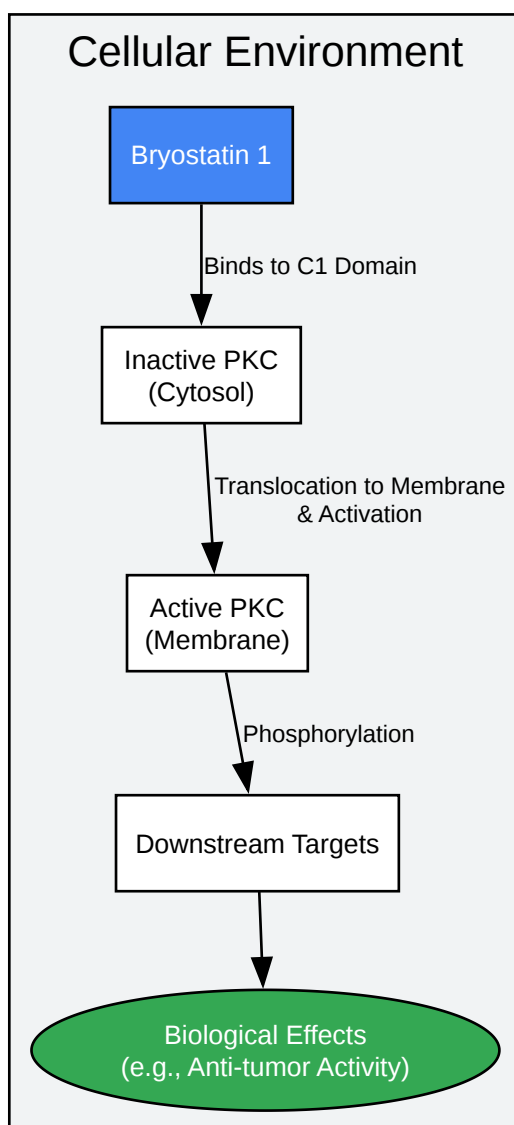 Cellular Environment
Bryostatin 1
Binds to C1 Domain
Inactive PKC
(Cytosol)
Translocation to Membrane
& Activation
Active PKC
(Membrane)
Phosphorylation
Downstream Targets
Biological Effects
(e.g., Anti-tumor Activity)